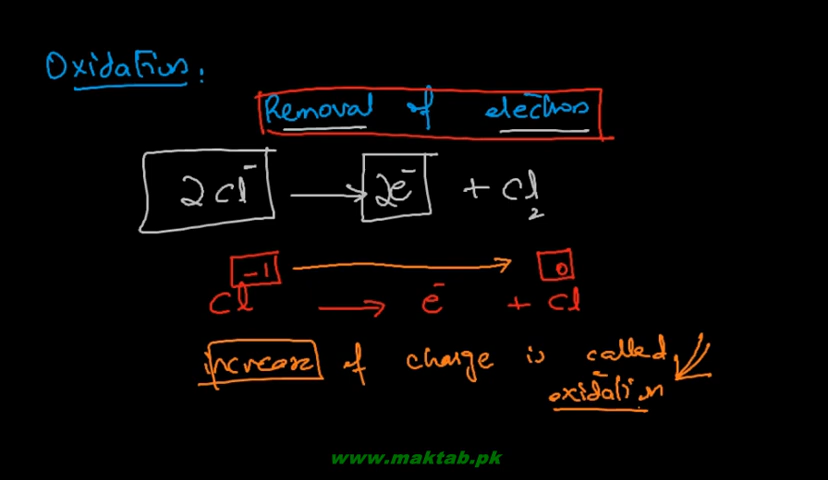 Oxidation:
Removal of electrons
2Cl⁻ → 2e⁻ + Cl₂
-1 → 0
Cl → e⁻ + Cl
increase of charge is called
oxidation
www.maktab.pk